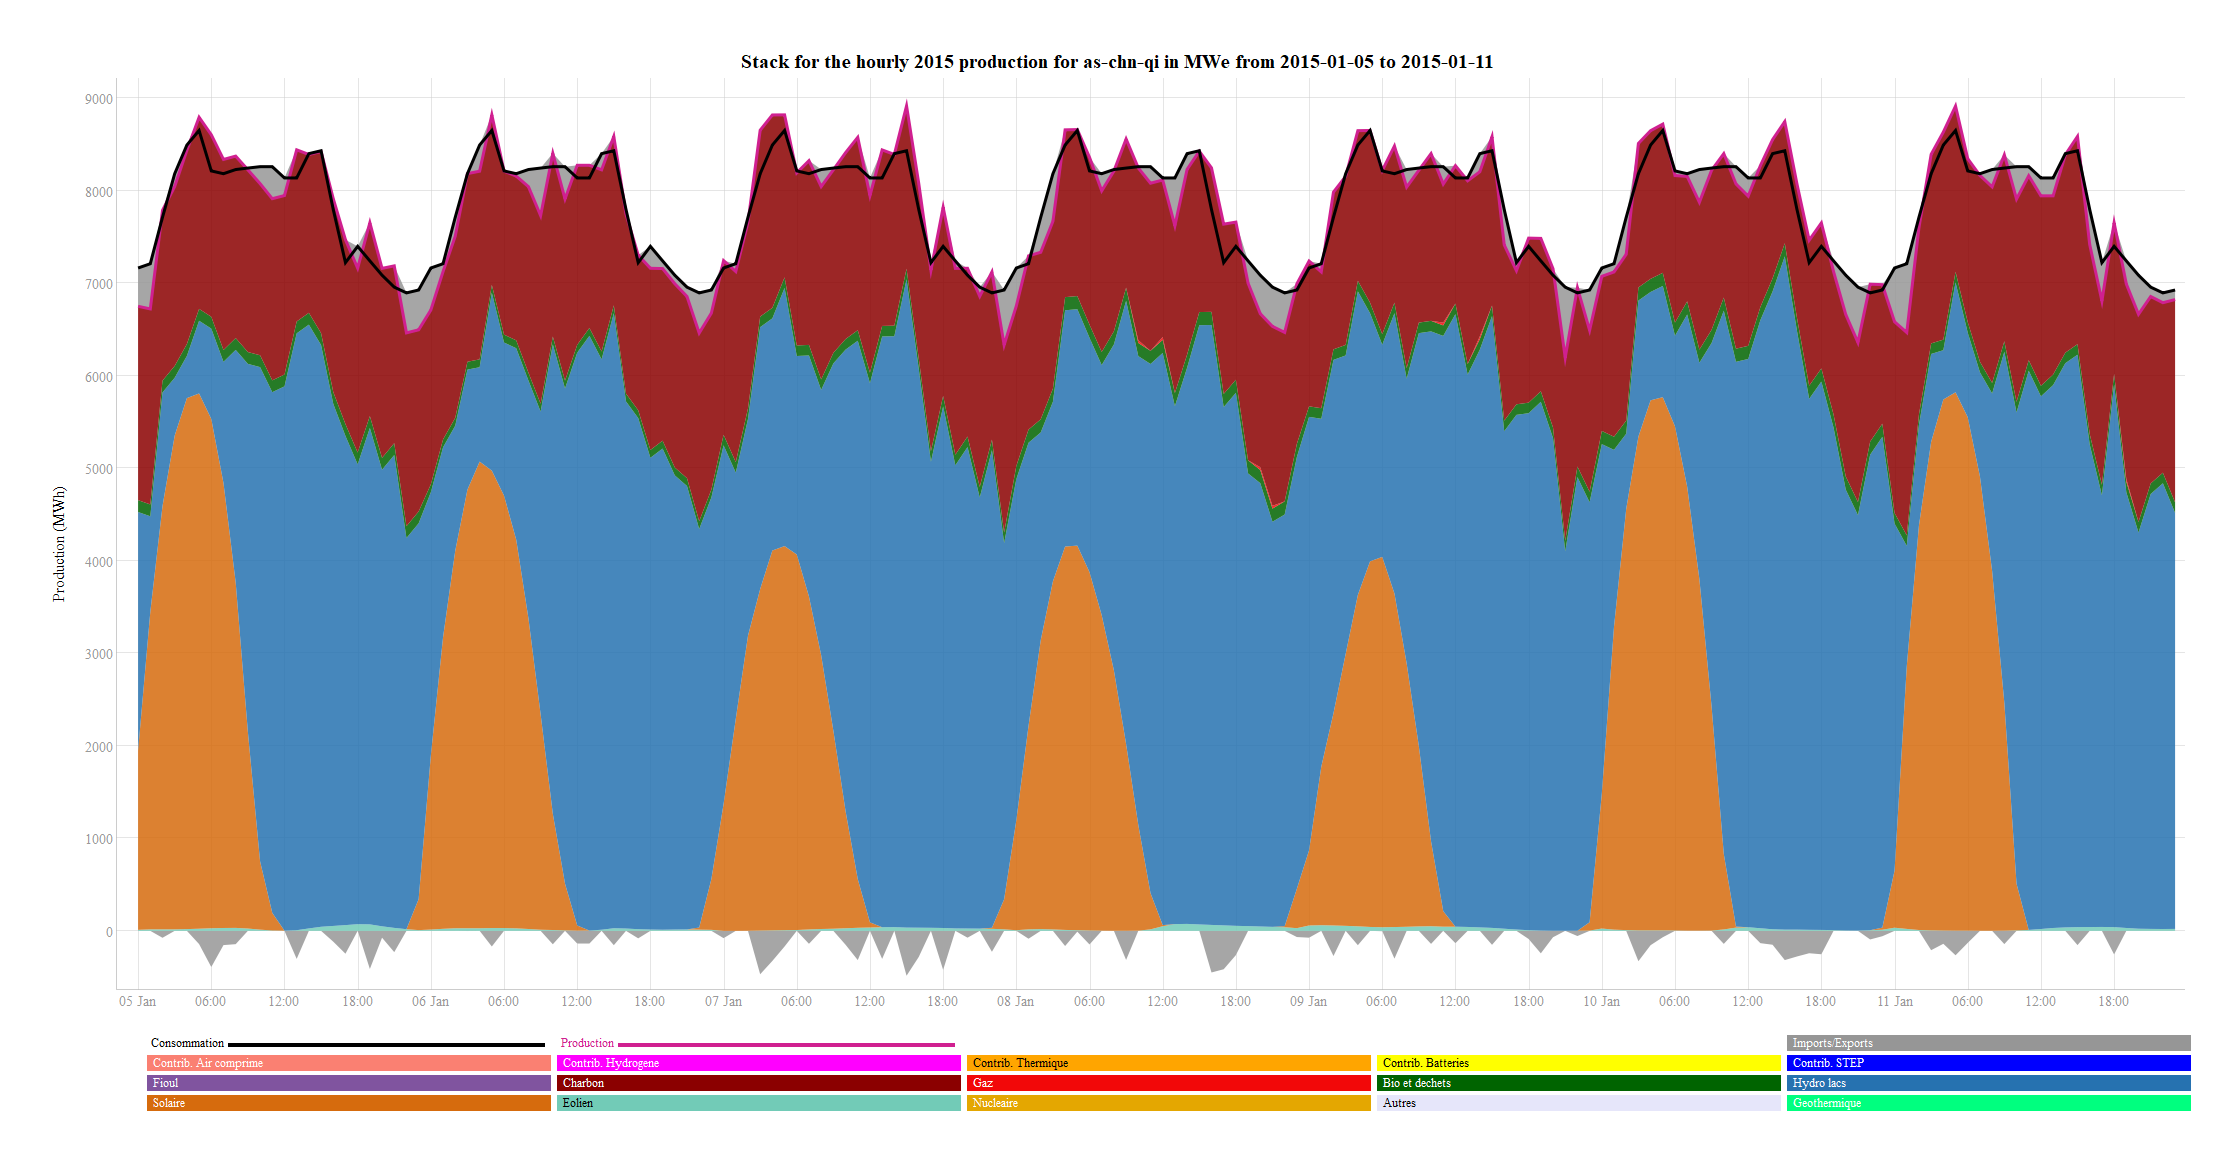 Stack for the hourly 2015 production for as-chn-qi in MWe from 2015-01-05 to 2015-01-11
9000
8000
7000
6000
5000
4000
3000
2000
1000
0
Production (MWh)
05 Jan 06:00 12:00 18:00 06 Jan 06:00 12:00 18:00 07 Jan 06:00 12:00 18:00 08 Jan 06:00 12:00 18:00 09 Jan 06:00 12:00 18:00 10 Jan 06:00 12:00 18:00 11 Jan 06:00 12:00 18:00
Consommation Production Imports/Exports
Contrib. Air comprime Contrib. Hydrogene Contrib. Thermique Contrib. Batteries Contrib. STEP
Fioul Charbon Gaz Bio et dechets Hydro lacs
Solaire Eolien Nucleaire Autres Geothermique